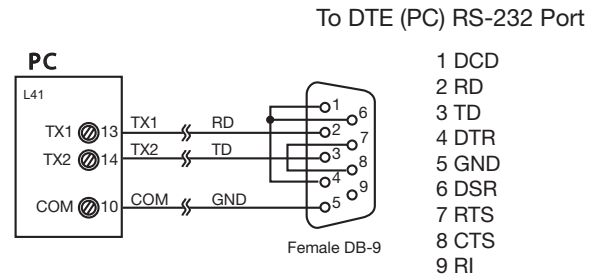 To DTE (PC) RS-232 Port
PC
L41
TX1 13 TX1 RD
TX2 14 TX2 TD
COM 10 COM GND
1
6
2
7
3
8
4
9
5
Female DB-9
1 DCD
2 RD
3 TD
4 DTR
5 GND
6 DSR
7 RTS
8 CTS
9 RI